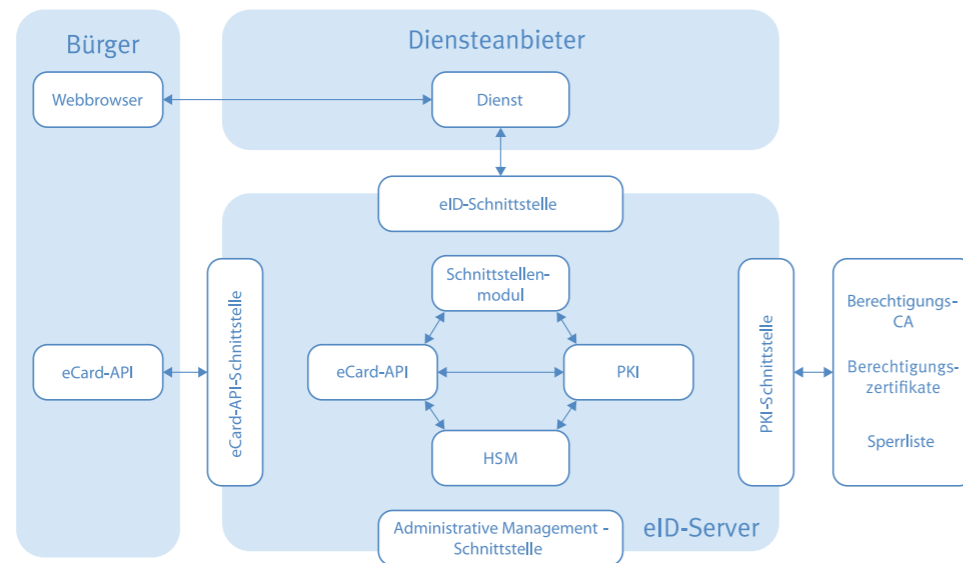 Bürger
Diensteanbieter
Webbrowser
Dienst
eID-Schnittstelle
Schnittstellen-
modul
eCard-API-Schnittstelle
eCard-API
eCard-API
PKI
HSM
PKI-Schnittstelle
Berechtigungs-
CA
Berechtigungs-
zertifikate
Sperrliste
Administrative Management -
Schnittstelle
eID-Server